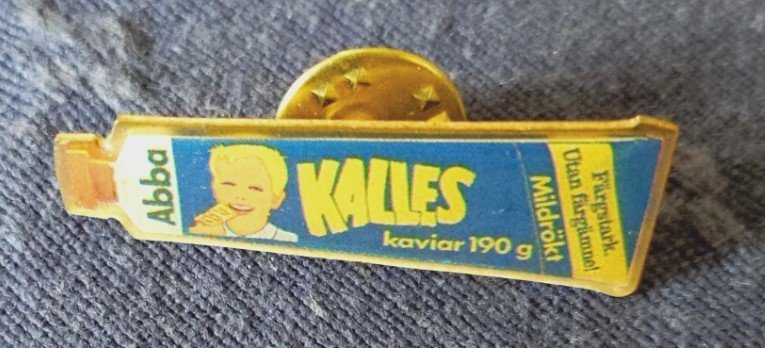 Abba
KALLES
kaviar 190 g
Mildrökt
Färgstark.
Utan färgämne!